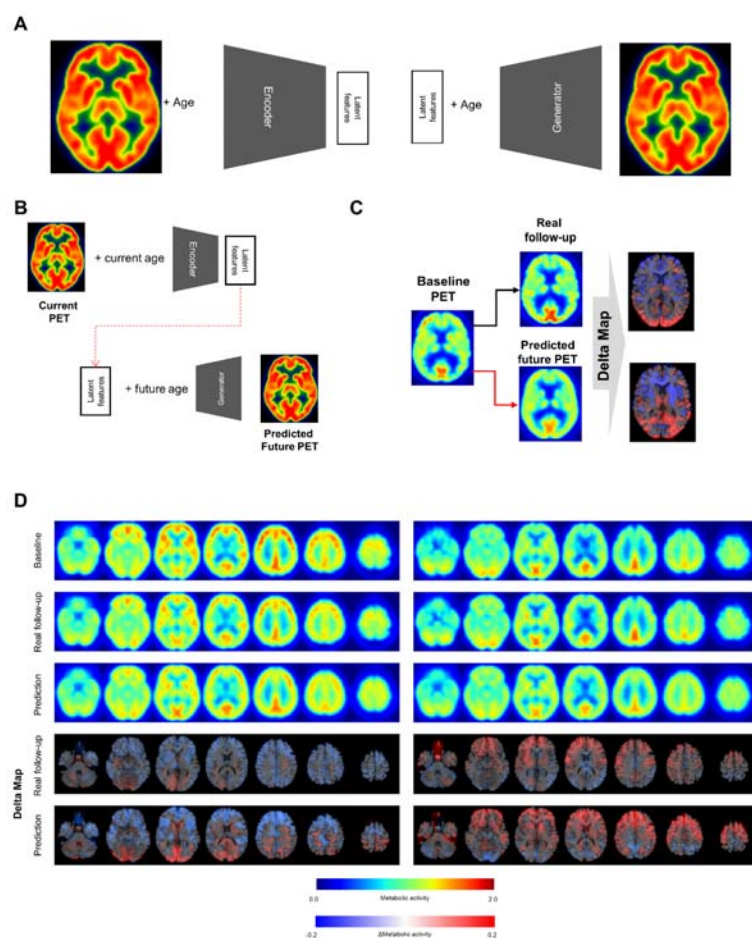 A
+ Age
Encoder
Latent
features
Latent
features
+ Age
Generator
B
Current
PET
+ current age
Encoder
Latent
features
Latent
features
+ future age
Generator
Predicted
Future PET
C
Baseline
PET
Real
follow-up
Predicted
future PET
Delta Map
D
Baseline
Real follow-up
Prediction
Delta Map
Real follow-up
Prediction
0.0
Metabolic activity
2.0
-0.2
ΔMetabolic activity
0.2